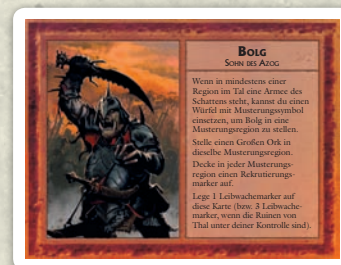 BOLG
SOHN DES AZOG
Wenn in mindestens einer
Region im Tal eine Armee des
Schattens steht, kannst du einen
Würfel mit Musterungssymbol
einsetzen, um Bolg in eine
Musterungsregion zu stellen.
Stelle einen Großen Ork in
dieselbe Musterungsregion.
Decke in jeder Musterungs-
region einen Rekrutierungs-
marker auf.
Lege 1 Leibwachemarker auf
diese Karte (bzw. 3 Leibwache-
marker, wenn die Ruinen von
Thal unter deiner Kontrolle sind).